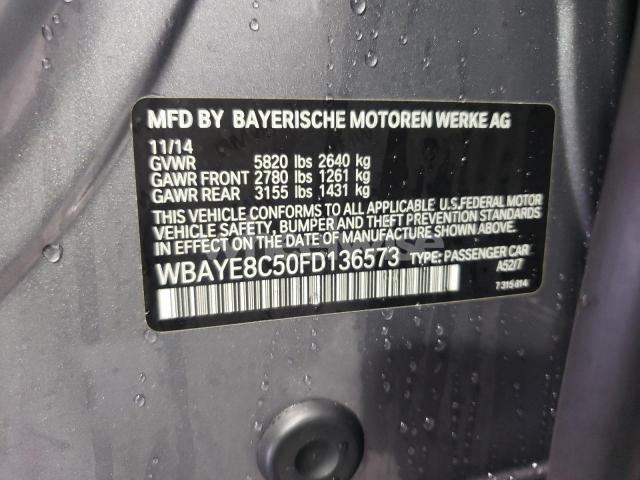 MFD BY BAYERISCHE MOTOREN WERKE AG
11/14
GVWR 5820 lbs 2640 kg
GAWR FRONT 2780 lbs 1261 kg
GAWR REAR 3155 lbs 1431 kg
THIS VEHICLE CONFORMS TO ALL APPLICABLE U.S.FEDERAL MOTOR
VEHICLE SAFETY, BUMPER AND THEFT PREVENTION STANDARDS
IN EFFECT ON THE DATE OF MANUFACTURE SHOWN ABOVE.
WBAYE8C50FD136573 TYPE: PASSENGER CAR
A52/7
7 315 814